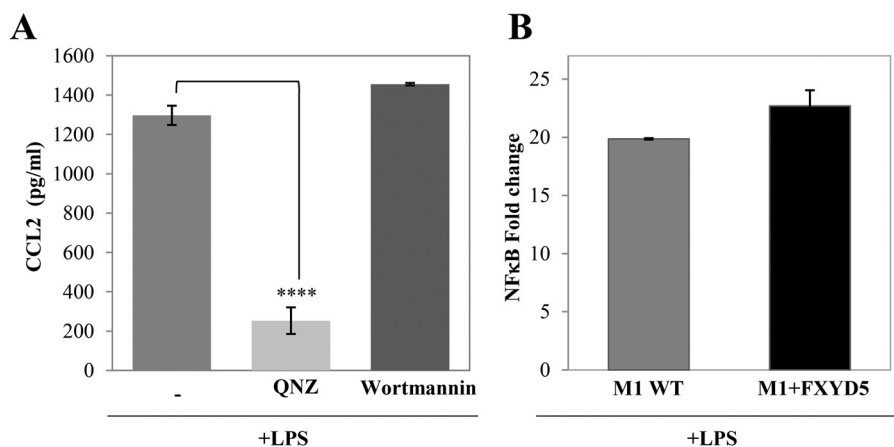 A
B
CCL2 (pg/ml)
1600
1400
1200
1000
800
600
400
200
0
****
-
QNZ
Wortmannin
+LPS
NFκB Fold change
25
20
15
10
5
0
M1 WT
M1+FXYD5
+LPS